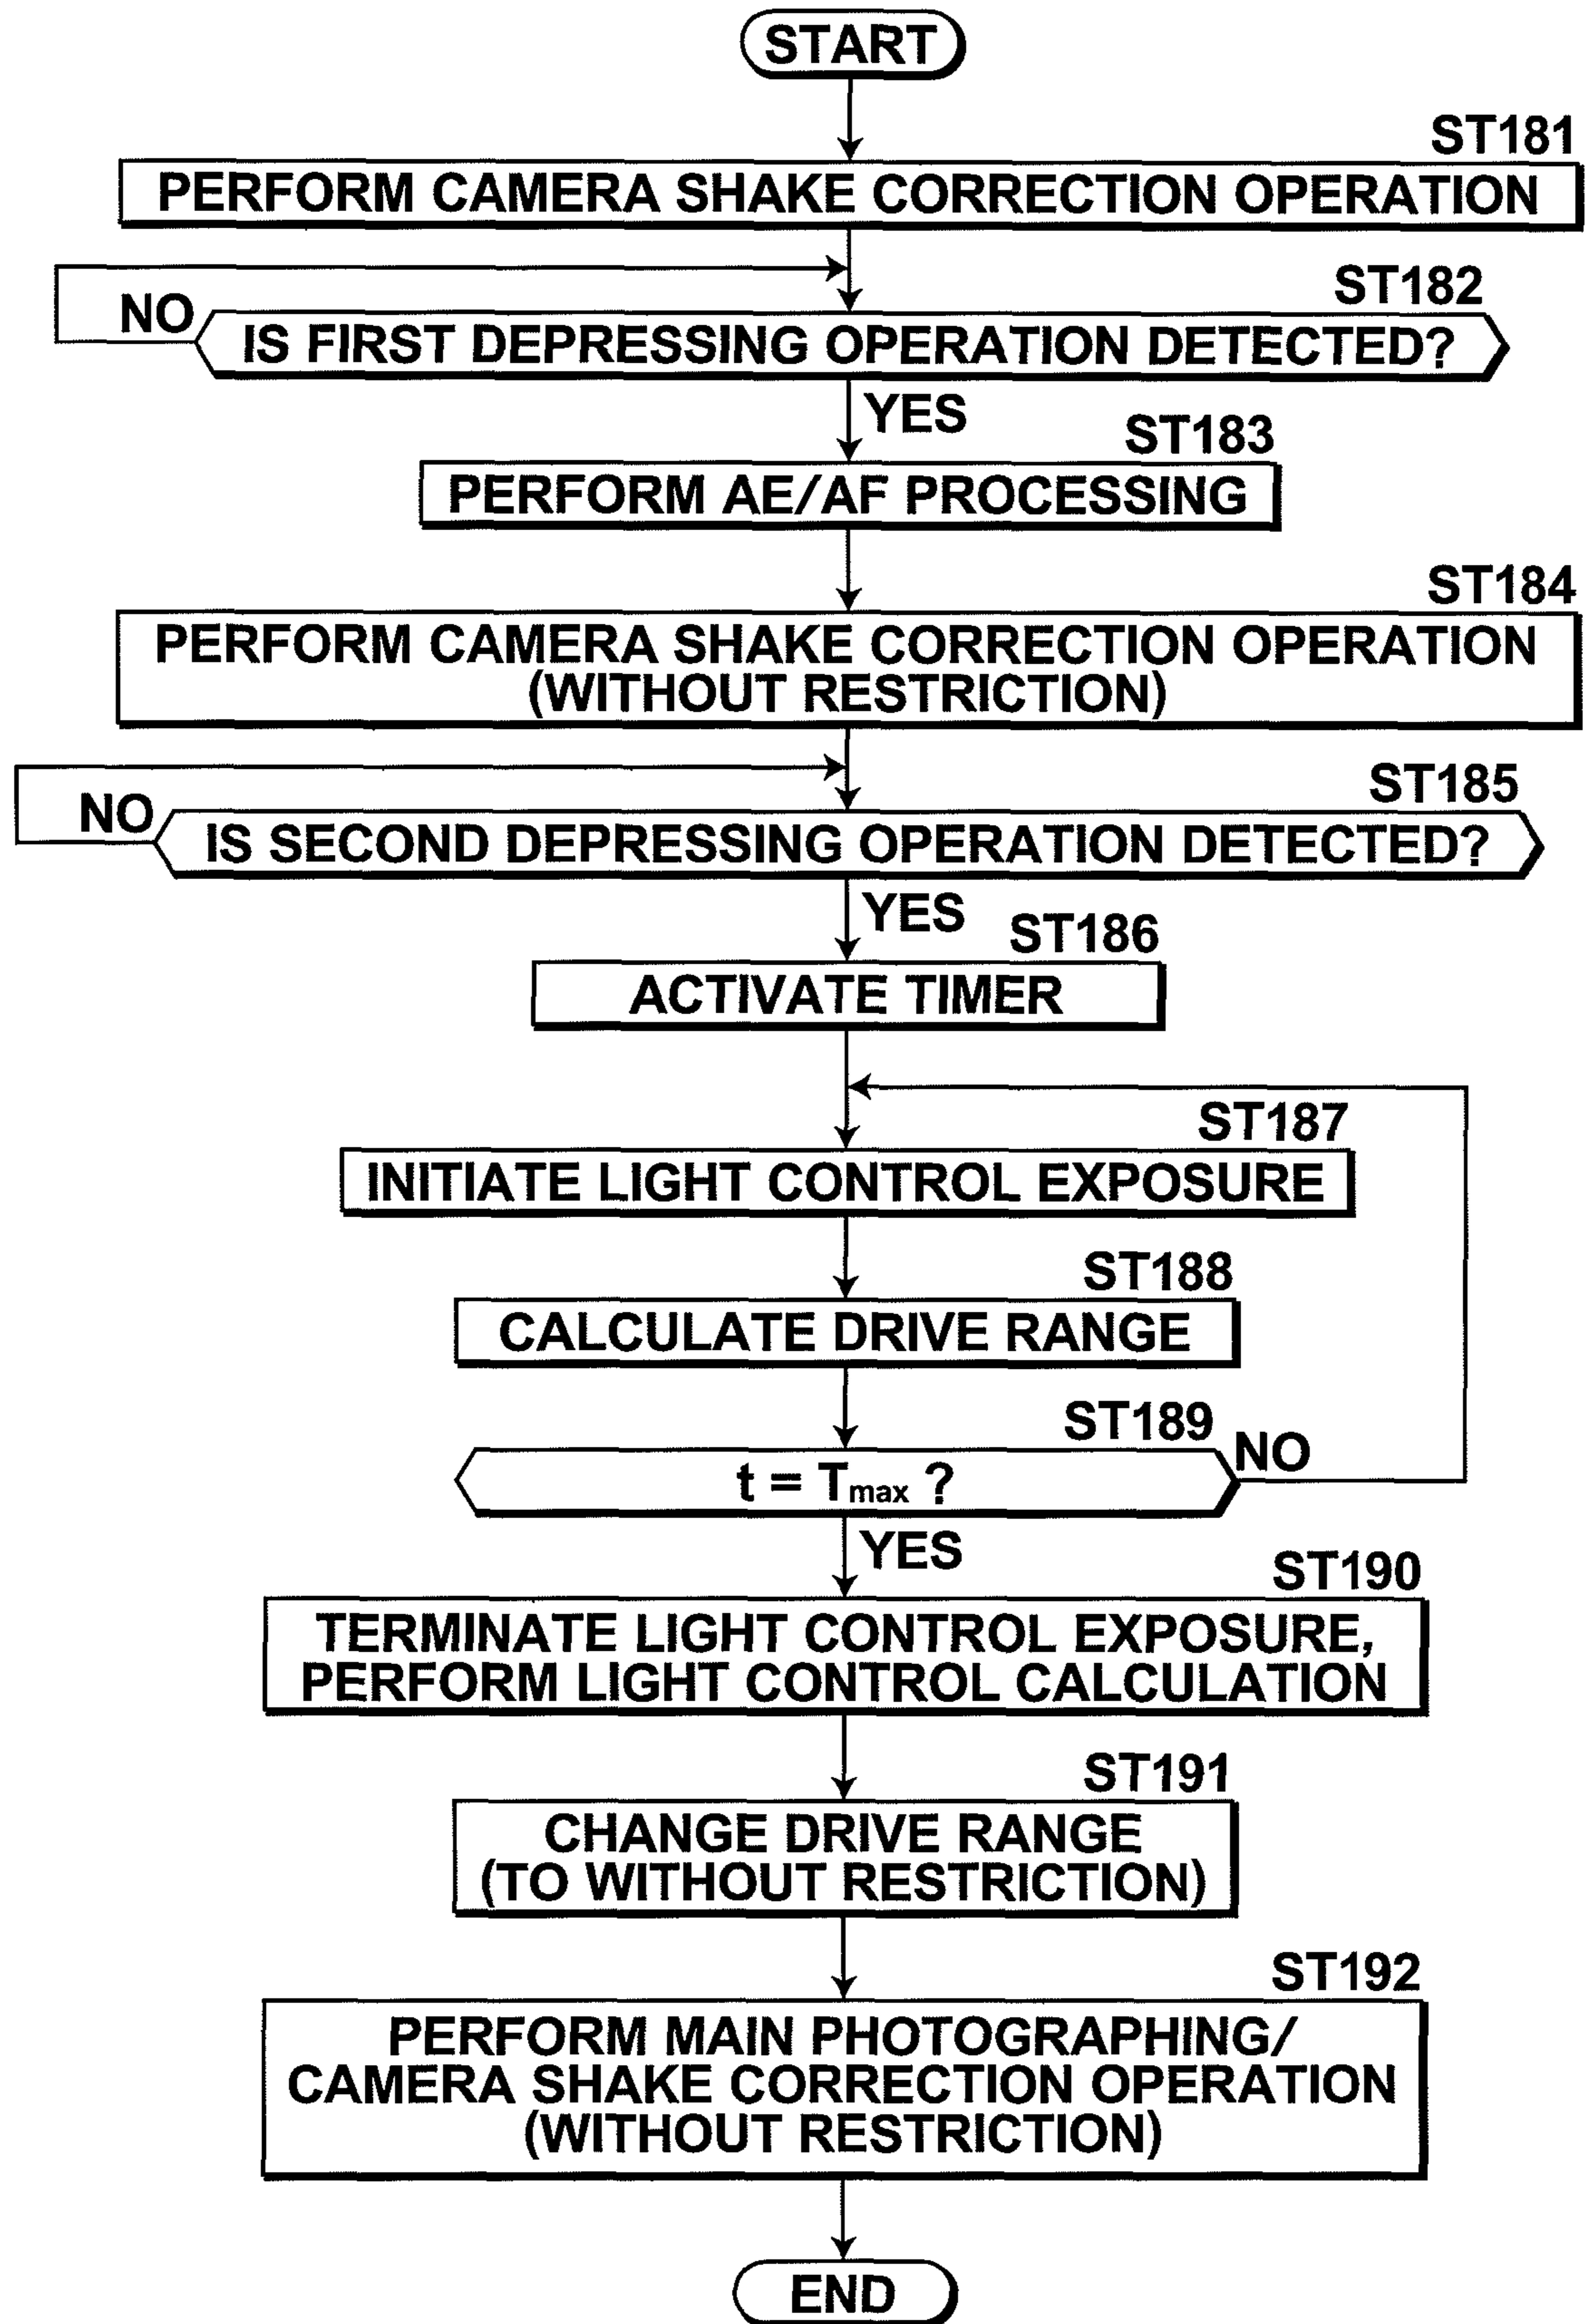 START
ST181
PERFORM CAMERA SHAKE CORRECTION OPERATION
ST182
NO
IS FIRST DEPRESSING OPERATION DETECTED?
YES
ST183
PERFORM AE/AF PROCESSING
ST184
PERFORM CAMERA SHAKE CORRECTION OPERATION
(WITHOUT RESTRICTION)
ST185
NO
IS SECOND DEPRESSING OPERATION DETECTED?
YES
ST186
ACTIVATE TIMER
ST187
INITIATE LIGHT CONTROL EXPOSURE
ST188
CALCULATE DRIVE RANGE
ST189
NO
t = Tmax ?
YES
ST190
TERMINATE LIGHT CONTROL EXPOSURE,
PERFORM LIGHT CONTROL CALCULATION
ST191
CHANGE DRIVE RANGE
(TO WITHOUT RESTRICTION)
ST192
PERFORM MAIN PHOTOGRAPHING/
CAMERA SHAKE CORRECTION OPERATION
(WITHOUT RESTRICTION)
END